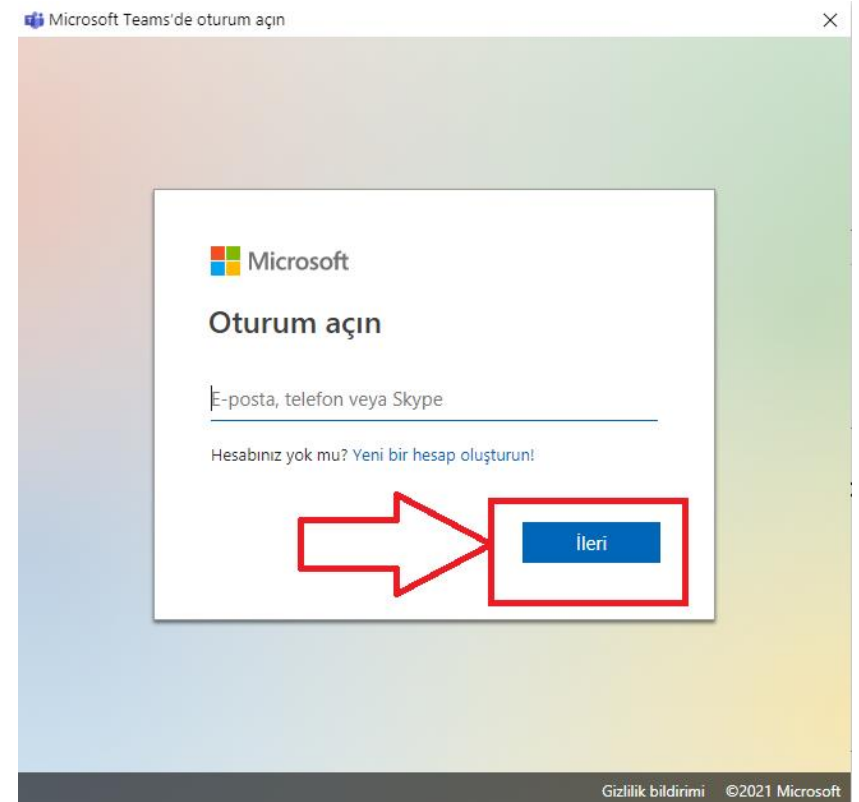 Microsoft Teams'de oturum açın
Microsoft
Oturum açın
E-posta, telefon veya Skype
Hesabınız yok mu? Yeni bir hesap oluşturun!
İleri
Gizlilik bildirimi ©2021 Microsoft